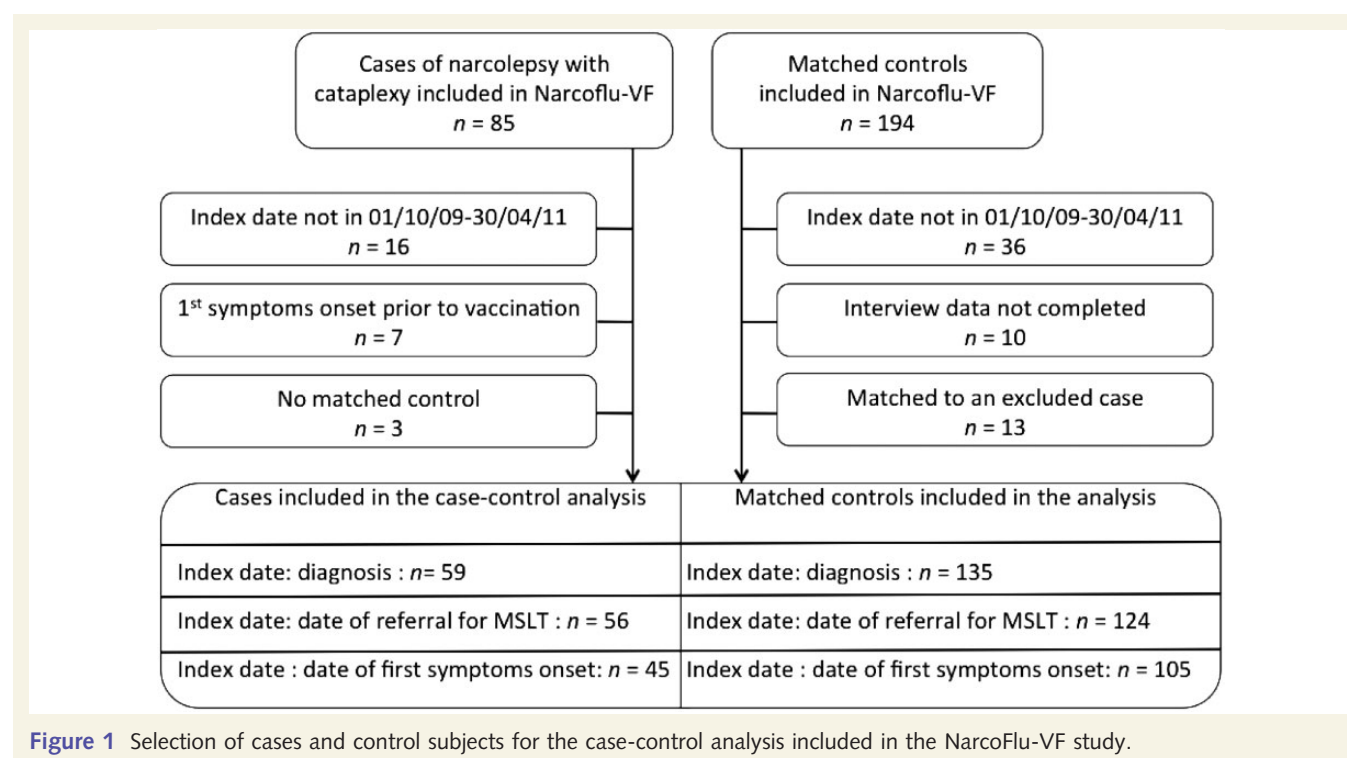 Cases of narcolepsy with
cataplexy included in Narcoflu-VF
n = 85
Matched controls
included in Narcoflu-VF
n = 194
Index date not in 01/10/09-30/04/11
n = 16
1st symptoms onset prior to vaccination
n = 7
No matched control
n = 3
Index date not in 01/10/09-30/04/11
n = 36
Interview data not completed
n = 10
Matched to an excluded case
n = 13
Cases included in the case-control analysis
Matched controls included in the analysis
Index date: diagnosis : n= 59
Index date: diagnosis : n = 135
Index date: date of referral for MSLT : n = 56
Index date: date of referral for MSLT : n = 124
Index date : date of first symptoms onset: n = 45
Index date : date of first symptoms onset: n = 105
Figure 1 Selection of cases and control subjects for the case-control analysis included in the NarcoFlu-VF study.